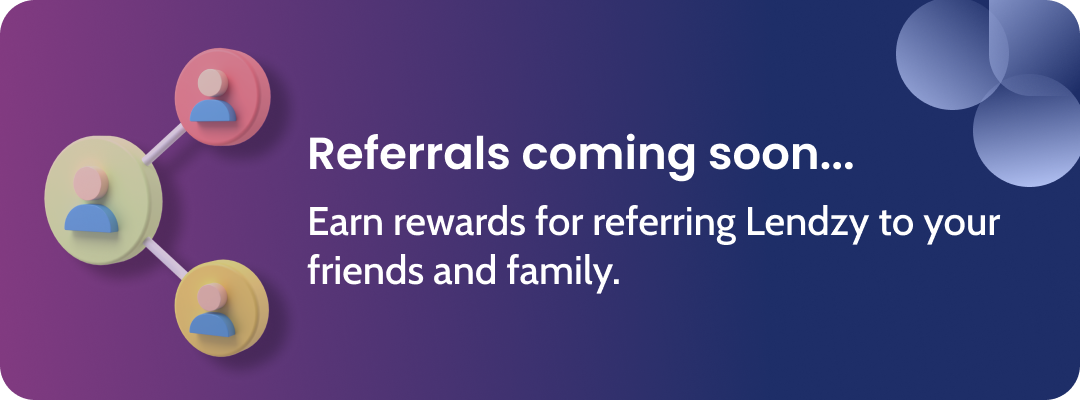 Referrals coming soon...
Earn rewards for referring Lendzy to your
friends and family.